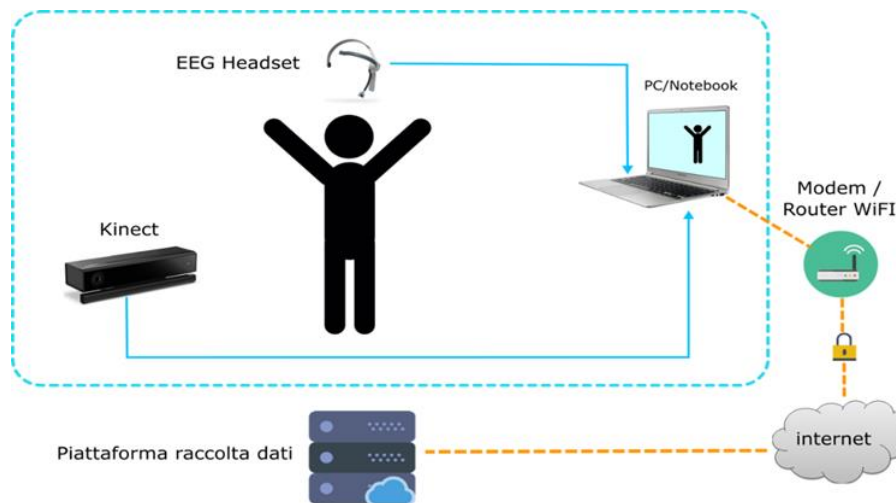 EEG Headset
PC/Notebook
Modem /
Router WiFI
Kinect
internet
Piattaforma raccolta dati